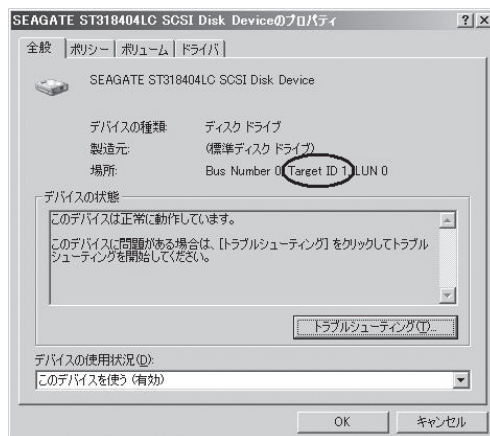 SEAGATE ST318404LC SCSI Disk Deviceのプロパティ
? ×
全般 ポリシー ボリューム ドライバ
SEAGATE ST318404LC SCSI Disk Device
デバイスの種類: ディスク ドライブ
製造元: (標準ディスク ドライブ)
場所: Bus Number 0, Target ID 1, LUN 0
デバイスの状態
このデバイスは正常に動作しています。
このデバイスに問題がある場合は、[トラブルシューティング] をクリックしてトラブル
シューティングを開始してください。
トラブルシューティング(T)...
デバイスの使用状況(D):
このデバイスを使う (有効)
OK キャンセル